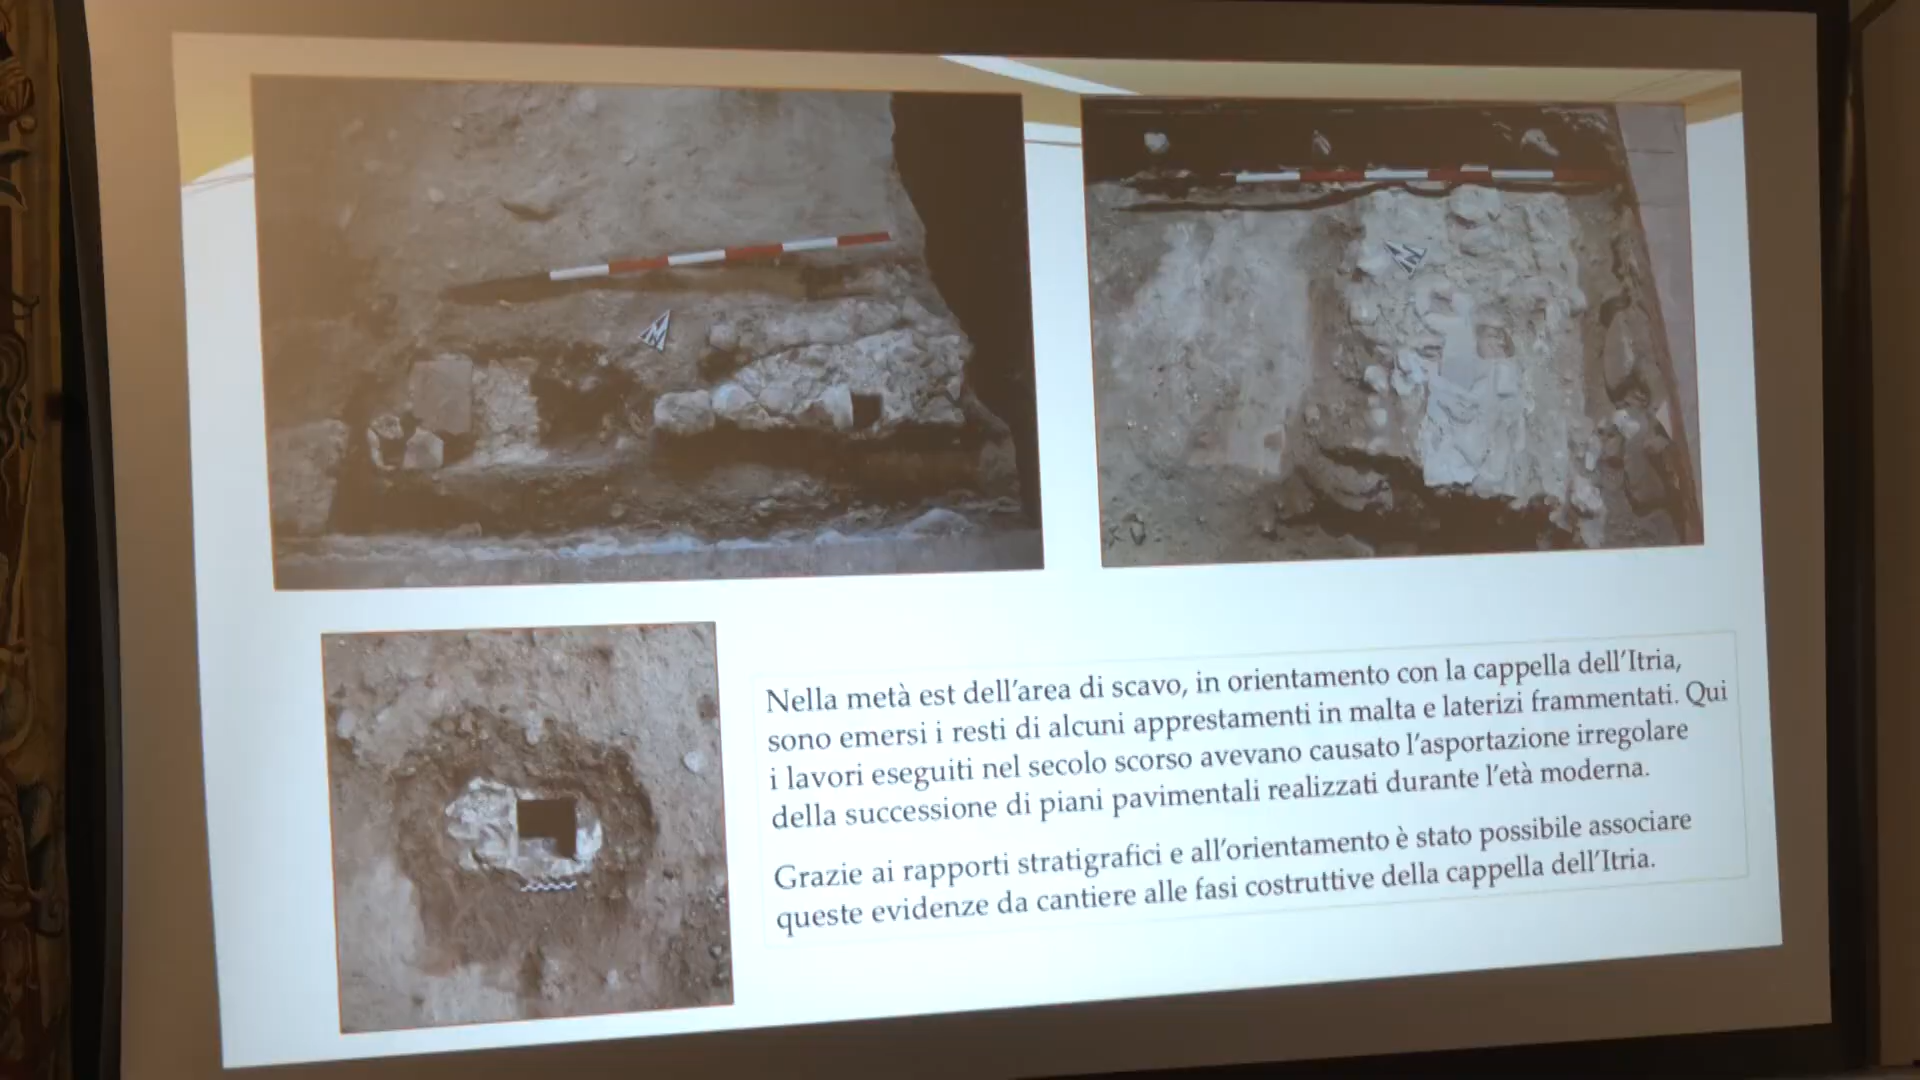 Nella metà est dell'area di scavo, in orientamento con la cappella dell'Itria,
sono emersi i resti di alcuni apprestamenti in malta e laterizi frammentati. Qui
i lavori eseguiti nel secolo scorso avevano causato l'asportazione irregolare
della successione di piani pavimentali realizzati durante l'età moderna.
Grazie ai rapporti stratigrafici e all'orientamento è stato possibile associare
queste evidenze da cantiere alle fasi costruttive della cappella dell'Itria.